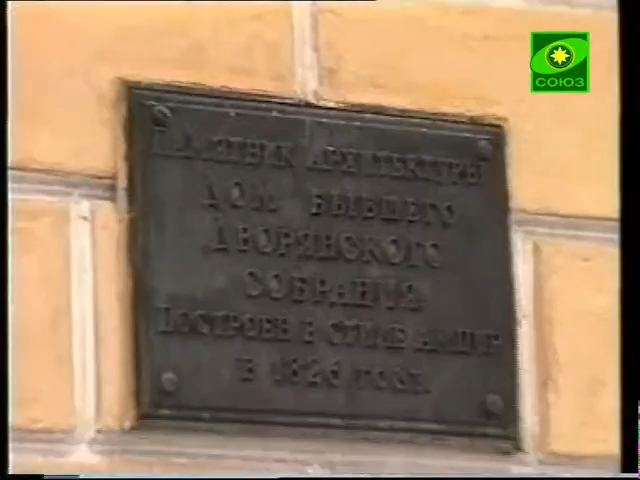 СОЮЗ
ПАМЯТНИК АРХИТЕКТУРЫ
ДОМ БЫВШЕГО
ДВОРЯНСКОГО
СОБРАНИЯ
ПОСТРОЕН В СТИЛЕ АМПИР
В 1826 ГОДУ.